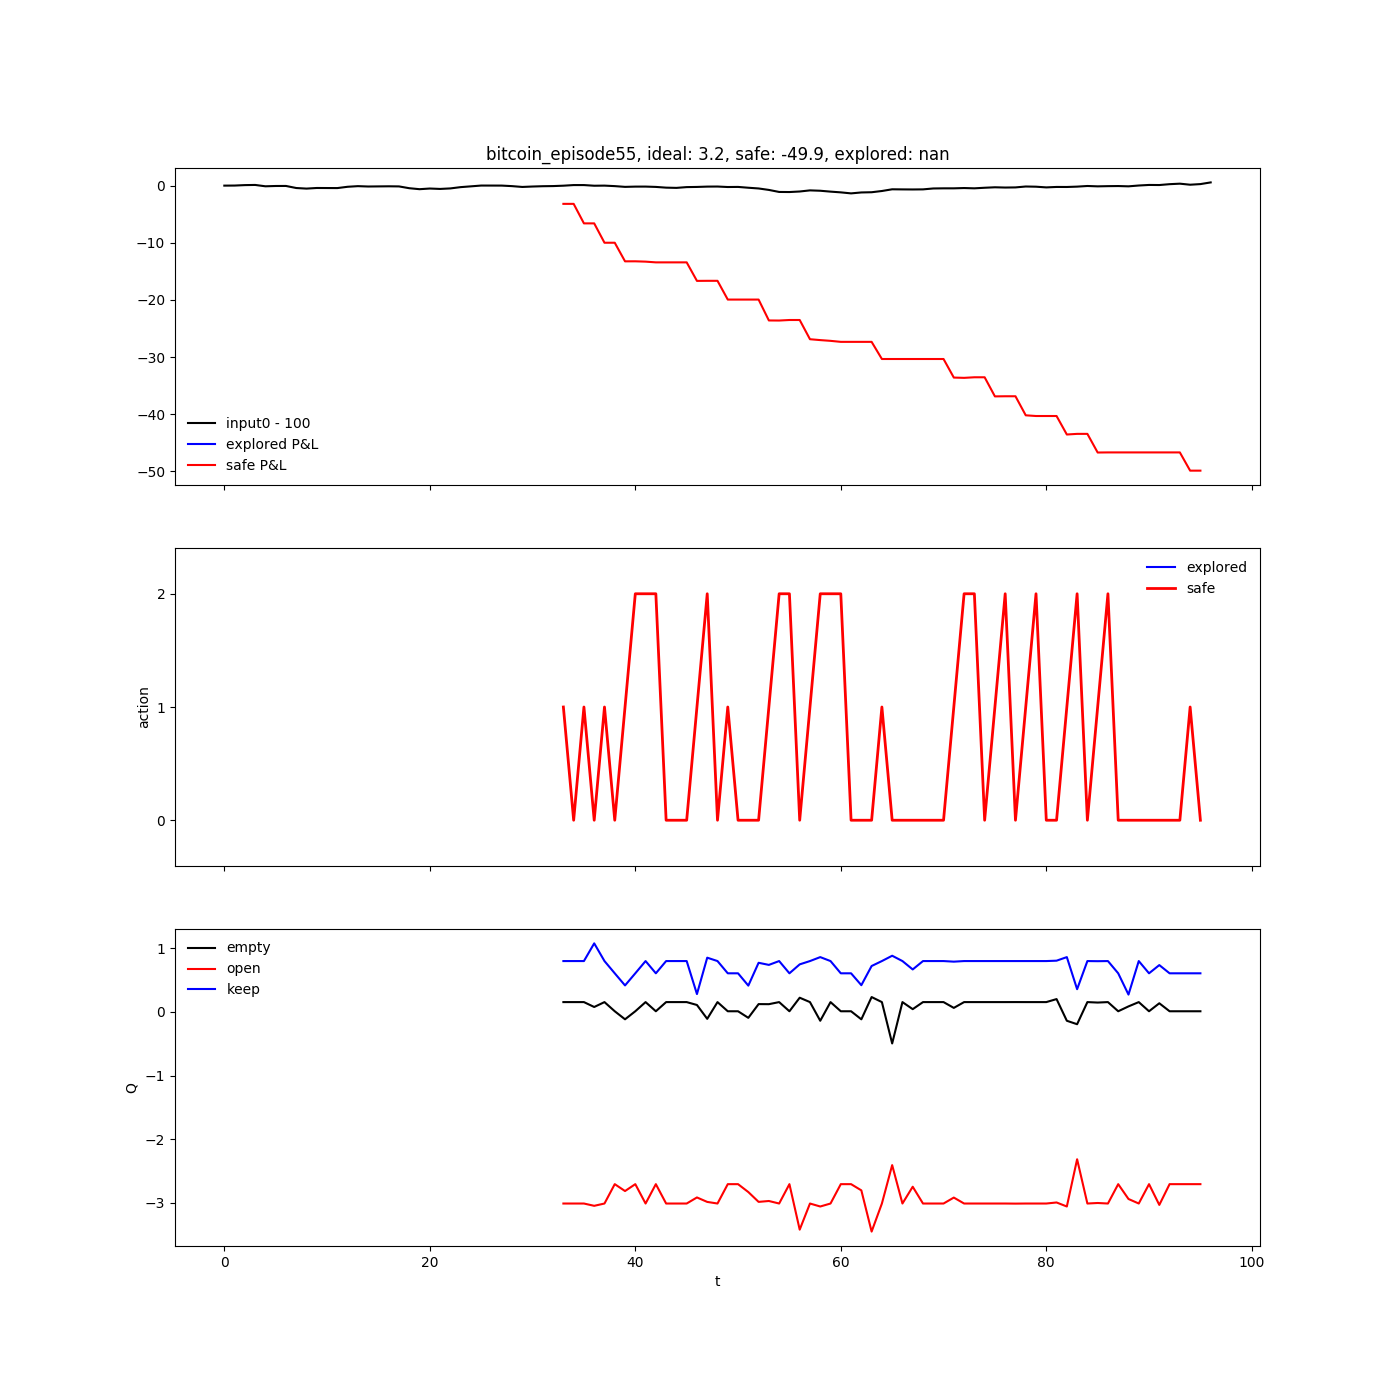 bitcoin_episode55, ideal: 3.2, safe: -49.9, explored: nan
0
−10
−20
−30
−40
−50
input0 - 100
explored P&L
safe P&L
action
2
1
0
explored
safe
Q
1
0
−1
−2
−3
empty
open
keep
0 20 40 60 80 100
t